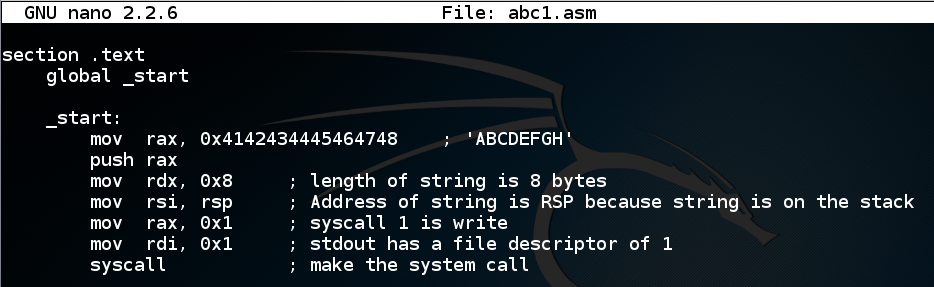 GNU nano 2.2.6                        File: abc1.asm
section .text
    global _start
    _start:
        mov  rax, 0x4142434445464748    ; 'ABCDEFGH'
        push rax
        mov  rdx, 0x8     ; length of string is 8 bytes
        mov  rsi, rsp     ; Address of string is RSP because string is on the stack
        mov  rax, 0x1     ; syscall 1 is write
        mov  rdi, 0x1     ; stdout has a file descriptor of 1
        syscall           ; make the system call